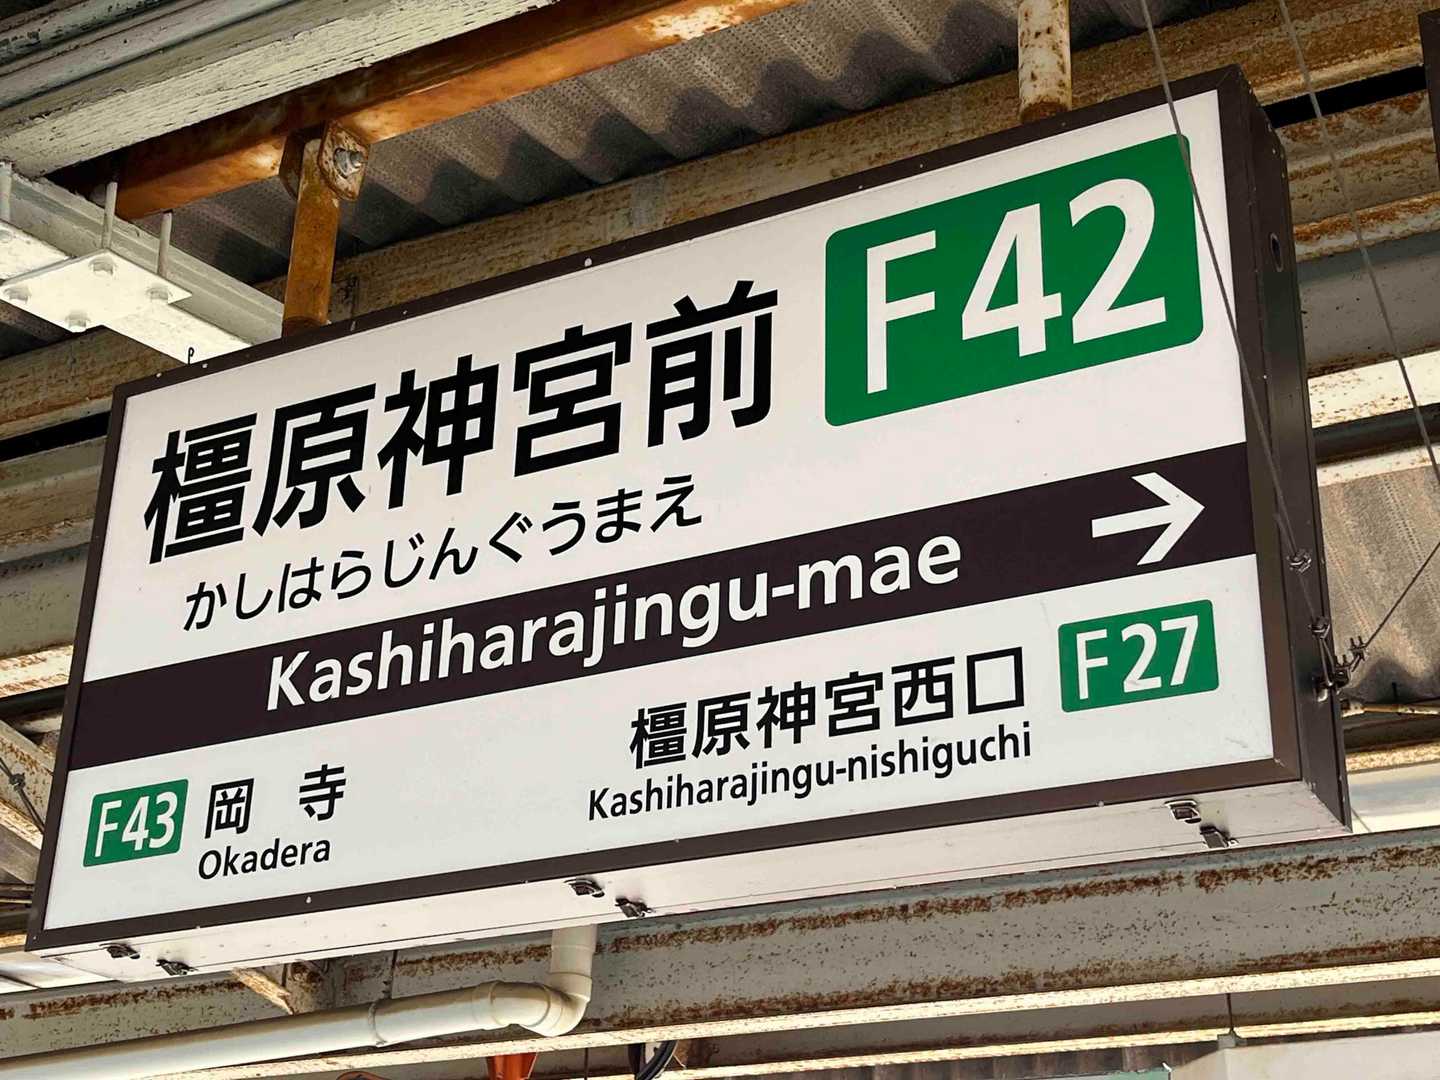 橿原神宮前 F42
かしはらじんぐうまえ
Kashiharajingu-mae →
F43 岡寺
Okadera
橿原神宮西口 F27
Kashiharajingu-nishiguchi